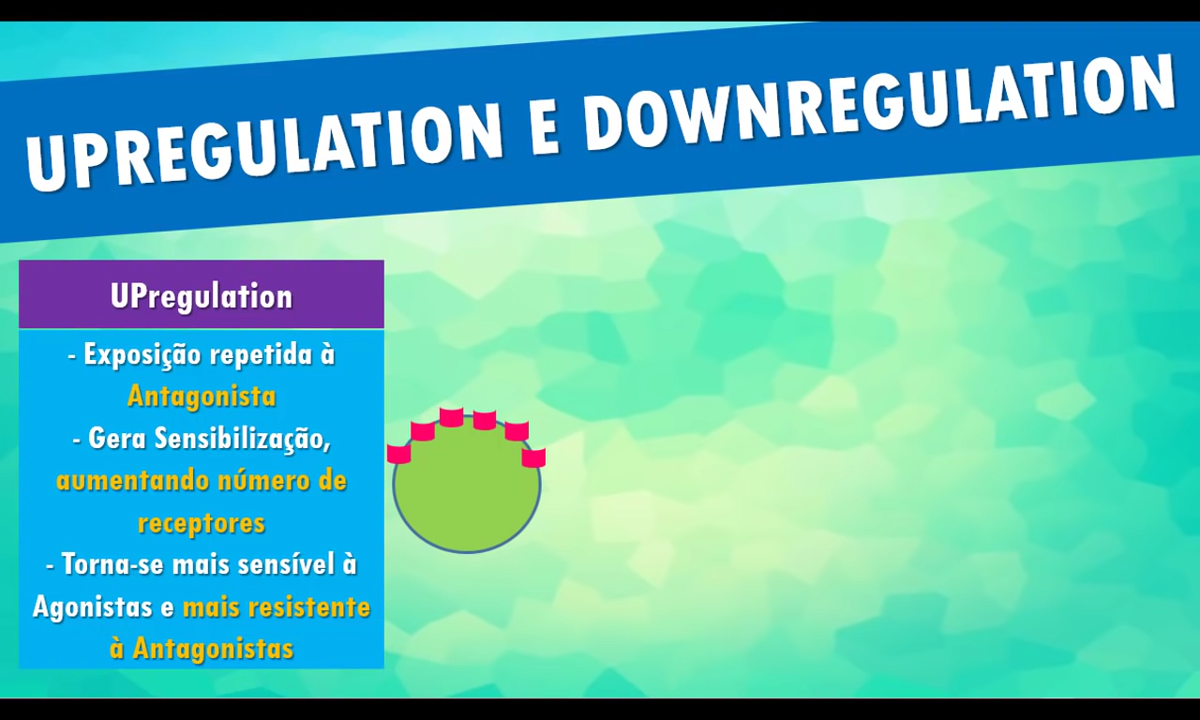 UPREGULATION E DOWNREGULATION
UPregulation
- Exposição repetida à
Antagonista
- Gera Sensibilização,
aumentando número de
receptores
- Torna-se mais sensível à
Agonistas e mais resistente
à Antagonistas